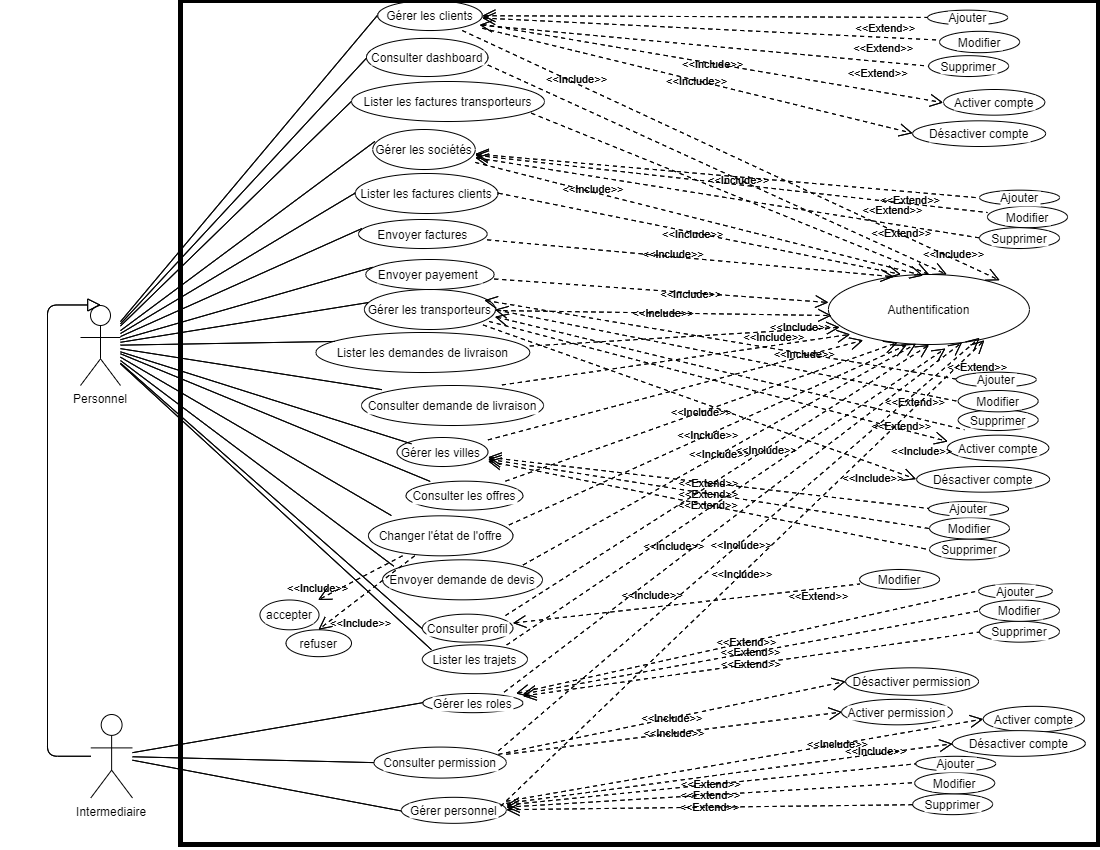 Gérer les clients
Ajouter
<<Extend>>
Modifier
Consulter dashboard
<<Extend>>
Supprimer
<<Include>>
<<Extend>>
<<Include>>
<<Include>>
Lister les factures transporteurs
Activer compte
Désactiver compte
Gérer les sociétés
<<Include>>
<<Include>>
Lister les factures clients
Ajouter
<<Extend>>
<<Extend>>
Modifier
Envoyer factures
<<Include>>
<<Extend>>
Supprimer
<<Include>>
<<Include>>
Envoyer payement
<<Include>>
Gérer les transporteurs
<<Include>>
Authentification
<<Include>>
<<Include>>
Lister les demandes de livraison
<<Include>>
<<Extend>>
Ajouter
Personnel
Consulter demande de livraison
<<Include>>
<<Extend>>
Modifier
Supprimer
<<Extend>>
<<Include>>
Gérer les villes
<<Include>>
<<Include>>
<<Include>>
Activer compte
<<Extend>>
<<Include>>
Désactiver compte
Consulter les offres
<<Extend>>
<<Extend>>
Ajouter
Modifier
Changer l'état de l'offre
<<Include>>
<<Include>>
Supprimer
Envoyer demande de devis
<<Include>>
Modifier
<<Include>>
<<Include>>
<<Extend>>
Ajouter
accepter
Modifier
<<Include>>
Consulter profil
Supprimer
refuser
<<Extend>>
<<Extend>>
Lister les trajets
<<Extend>>
Désactiver permission
Gérer les roles
Activer permission
<<Include>>
Activer compte
<<Include>>
<<Include>>
Désactiver compte
<<Include>>
Consulter permission
Ajouter
<<Extend>>
Modifier
<<Extend>>
Intermediaire
Gérer personnel
<<Extend>>
Supprimer